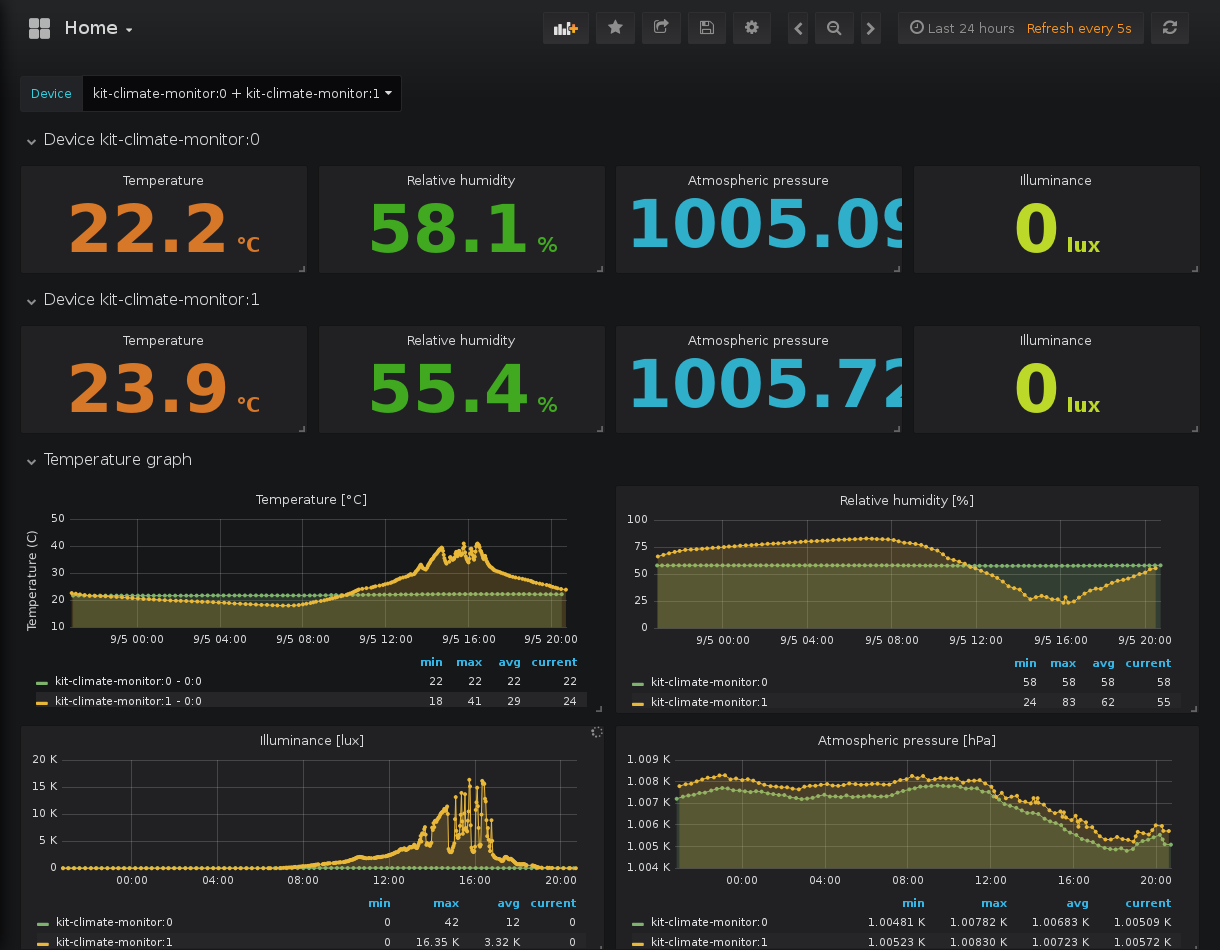 Home
Last 24 hours Refresh every 5s
Device kit-climate-monitor:0 + kit-climate-monitor:1
Device kit-climate-monitor:0
Temperature Relative humidity Atmospheric pressure Illuminance
22.2 °C 58.1 % 1005.09 0 lux
Device kit-climate-monitor:1
Temperature Relative humidity Atmospheric pressure Illuminance
23.9 °C 55.4 % 1005.72 0 lux
Temperature graph
Temperature [°C]
Temperature (C)
50
40
30
20
10
9/5 00:00 9/5 04:00 9/5 08:00 9/5 12:00 9/5 16:00 9/5 20:00
min max avg current
kit-climate-monitor:0 - 0:0 22 22 22 22
kit-climate-monitor:1 - 0:0 18 41 29 24
Relative humidity [%]
100
75
50
25
0
9/5 00:00 9/5 04:00 9/5 08:00 9/5 12:00 9/5 16:00 9/5 20:00
min max avg current
kit-climate-monitor:0 58 58 58 58
kit-climate-monitor:1 24 83 62 55
Illuminance [lux]
20 K
15 K
10 K
5 K
0
00:00 04:00 08:00 12:00 16:00 20:00
min max avg current
kit-climate-monitor:0 0 42 12 0
kit-climate-monitor:1 0 16.35 K 3.32 K 0
Atmospheric pressure [hPa]
1.009 K
1.008 K
1.007 K
1.006 K
1.005 K
1.004 K
00:00 04:00 08:00 12:00 16:00 20:00
min max avg current
kit-climate-monitor:0 1.00481 K 1.00782 K 1.00683 K 1.00509 K
kit-climate-monitor:1 1.00523 K 1.00830 K 1.00723 K 1.00572 K